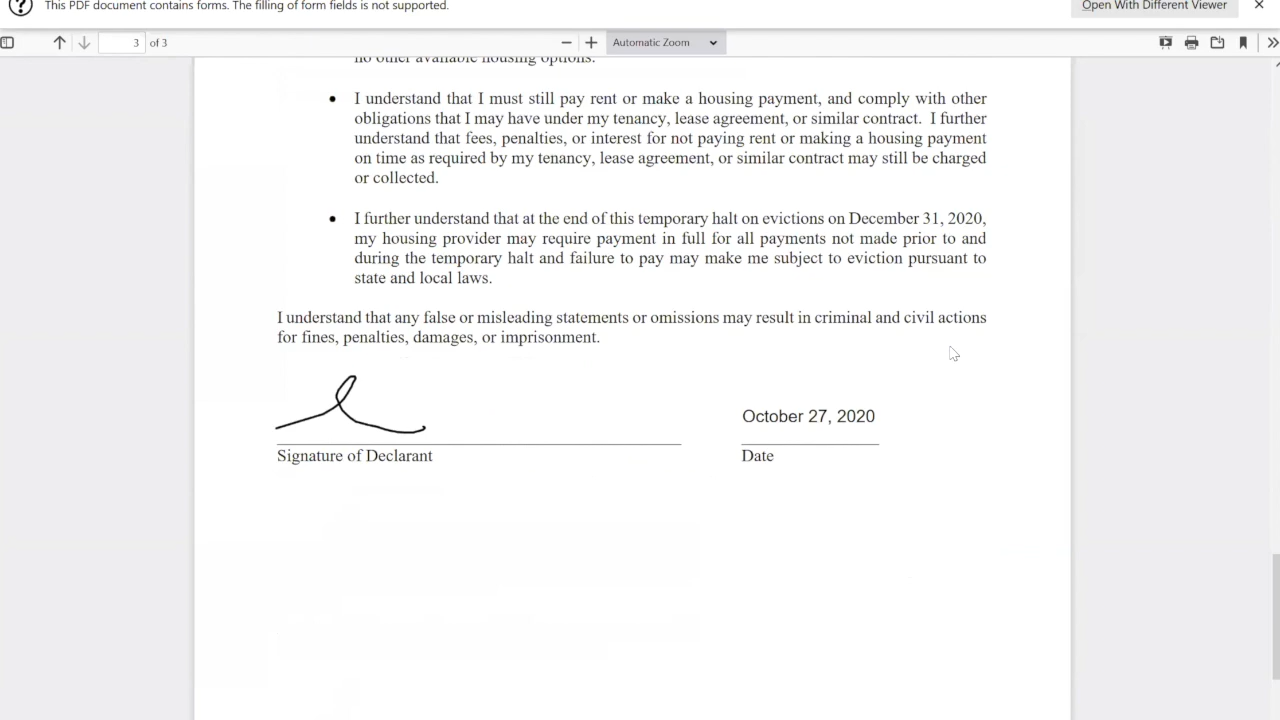 This PDF document contains forms. The filling of form fields is not supported.
Open With Different Viewer
3 of 3
Automatic Zoom
no other available housing options.
• I understand that I must still pay rent or make a housing payment, and comply with other
obligations that I may have under my tenancy, lease agreement, or similar contract. I further
understand that fees, penalties, or interest for not paying rent or making a housing payment
on time as required by my tenancy, lease agreement, or similar contract may still be charged
or collected.
• I further understand that at the end of this temporary halt on evictions on December 31, 2020,
my housing provider may require payment in full for all payments not made prior to and
during the temporary halt and failure to pay may make me subject to eviction pursuant to
state and local laws.
I understand that any false or misleading statements or omissions may result in criminal and civil actions
for fines, penalties, damages, or imprisonment.
October 27, 2020
Signature of Declarant
Date